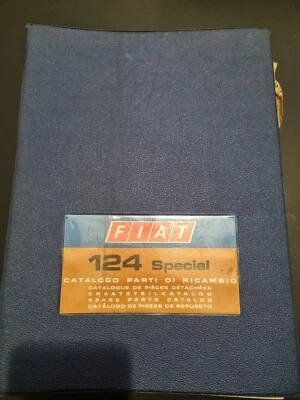 FIAT
124 Special
CATALOGO PARTI DI RICAMBIO
CATALOGUE DE PIÈCES DÉTACHÉES
ERSATZTEILKATALOG
SPARE PARTS CATALOG
CATÁLOGO DE PIEZAS DE REPUESTO